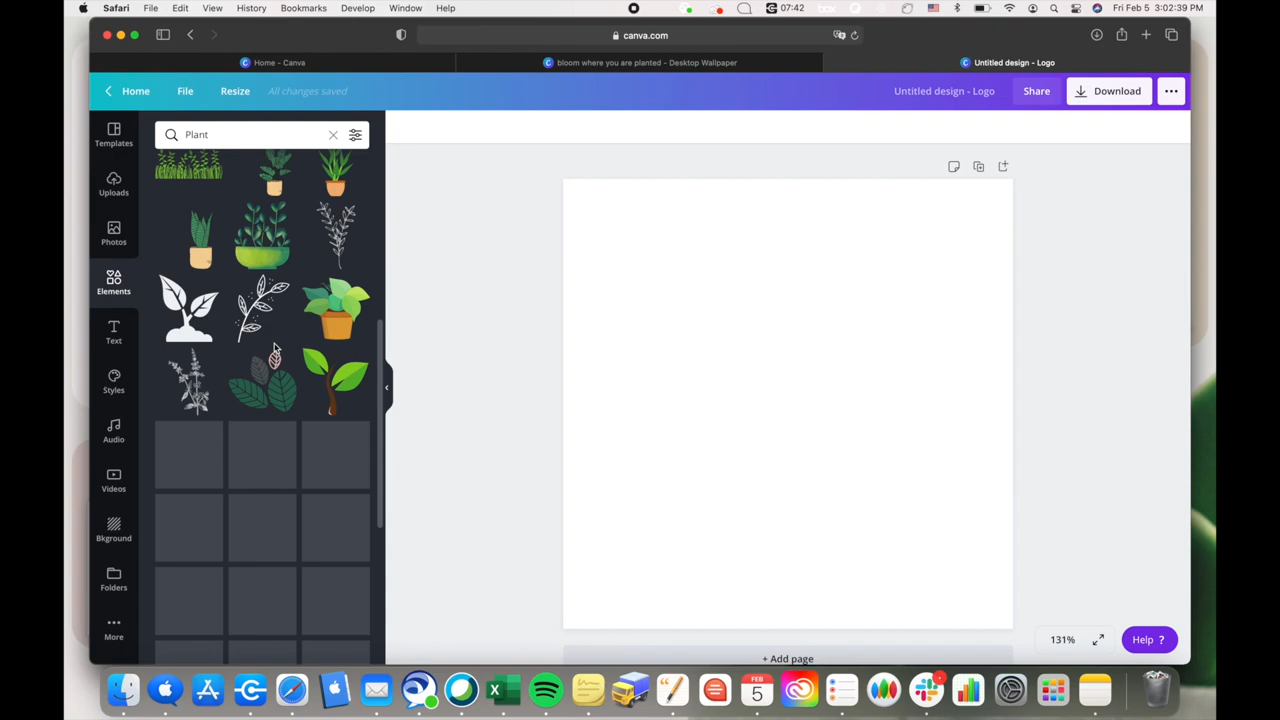 Safari File Edit View History Bookmarks Develop Window Help 07:42 Fri Feb 5 3:02:39 PM
canva.com
Home - Canva bloom where you are planted - Desktop Wallpaper Untitled design - Logo
Home File Resize All changes saved Untitled design - Logo Share Download
Plant
Templates
Uploads
Photos
Elements
Text
Styles
Audio
Videos
Bkground
Folders
More
131% Help ?
+ Add page
FEB
5